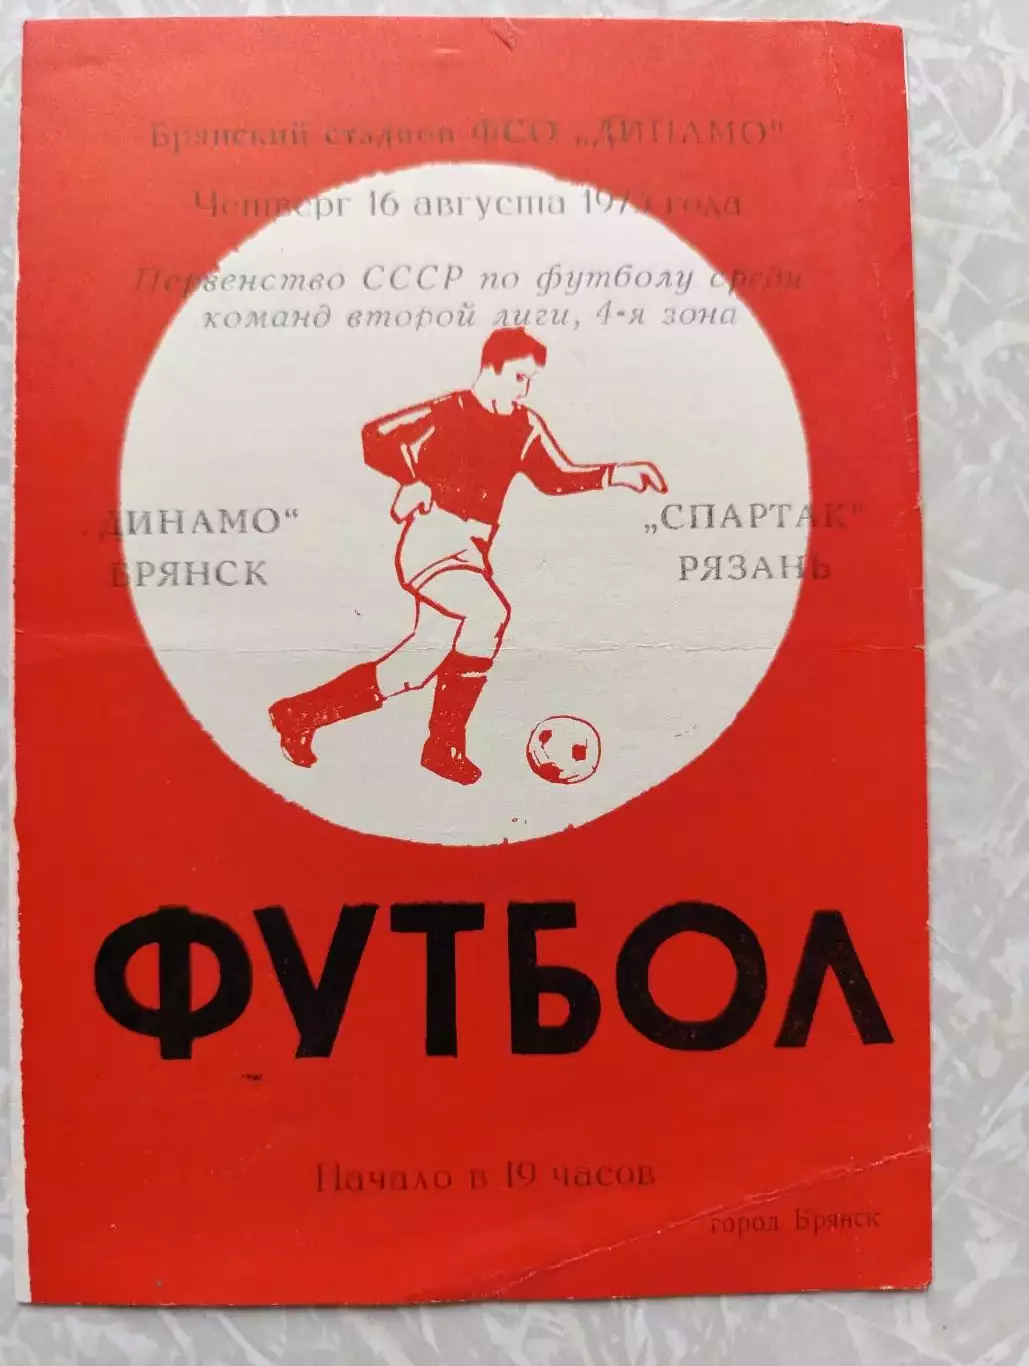 Брянский стадион ФСО „ДИНАМО"
Четверг 16 августа 1973 года
Первенство СССР по футболу среди
команд второй лиги, 4-я зона
„ДИНАМО“
БРЯНСК
„СПАРТАК"
РЯЗАНЬ
ФУТБОЛ
Начало в 19 часов
город Брянск